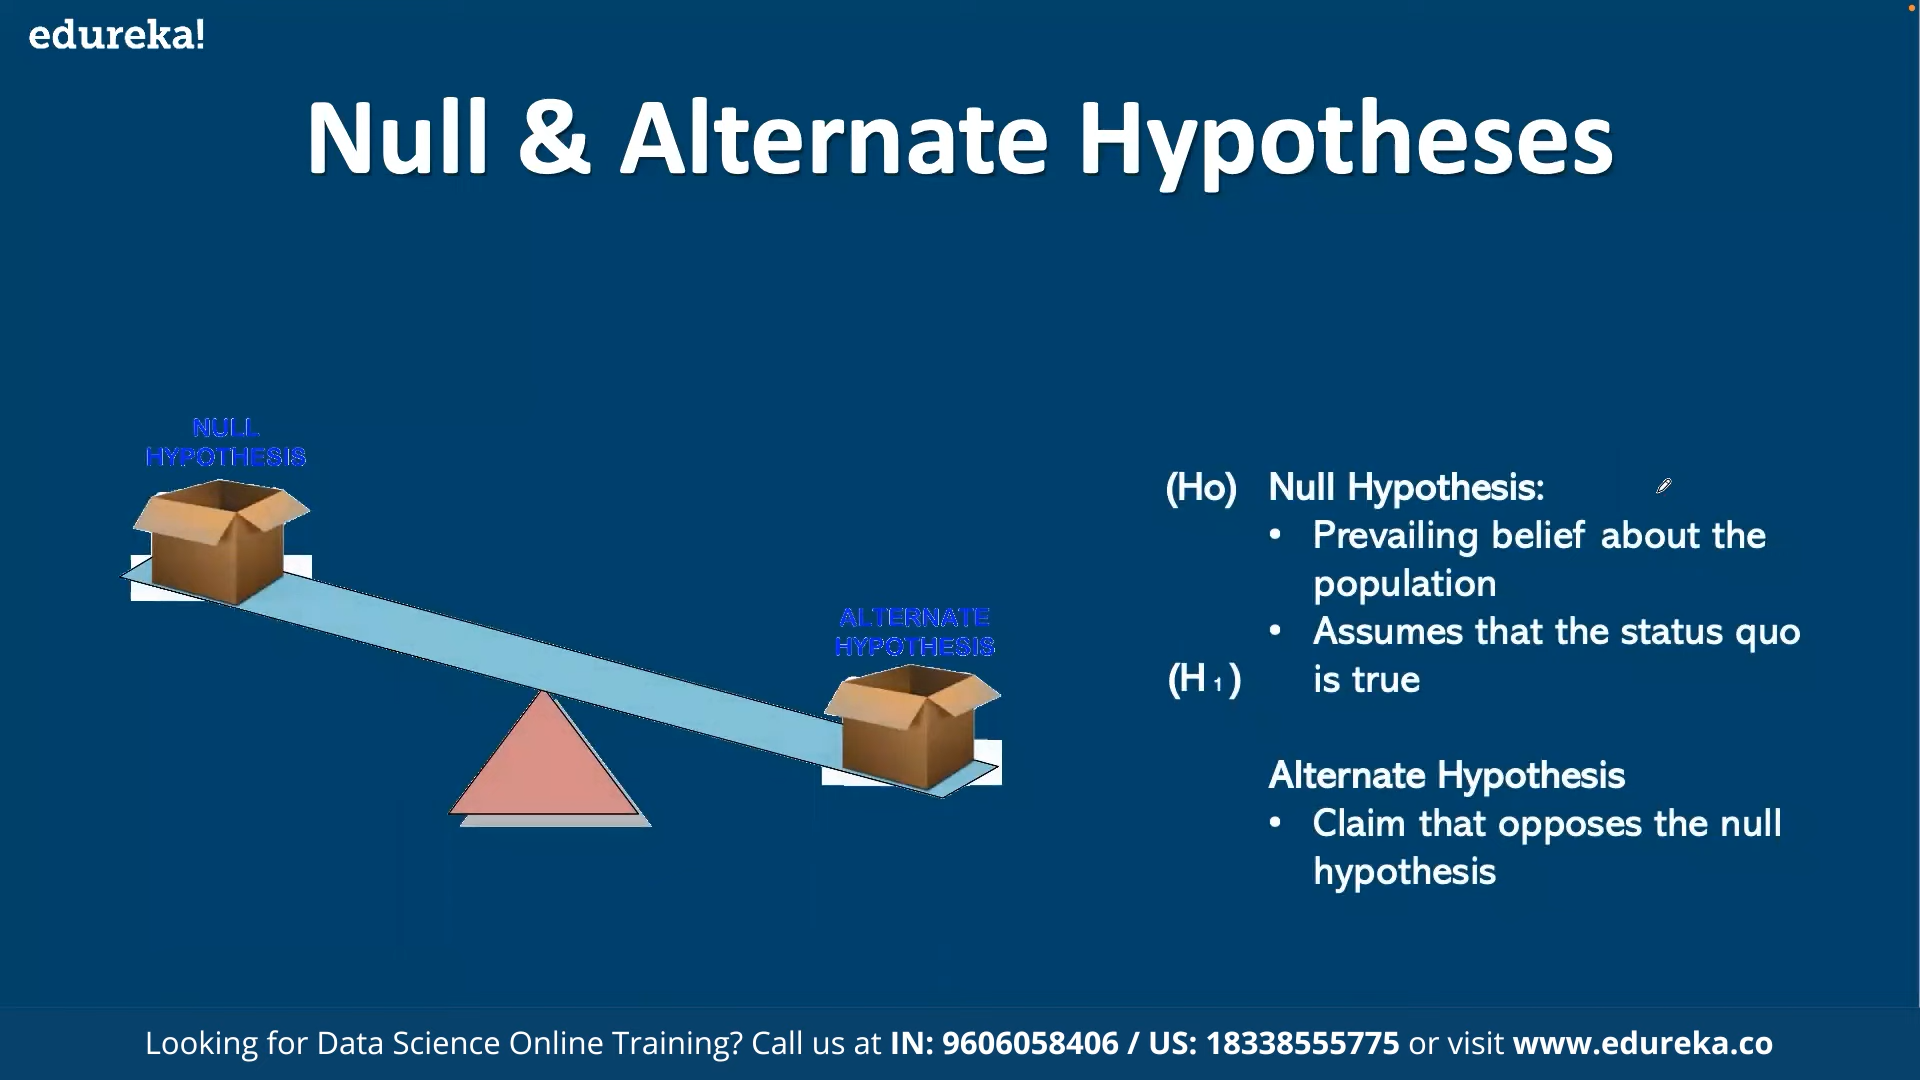 edureka!
Null & Alternate Hypotheses
NULL
HYPOTHESIS
ALTERNATE
HYPOTHESIS
(Ho) Null Hypothesis:
• Prevailing belief about the
population
• Assumes that the status quo
(H 1) is true
Alternate Hypothesis
• Claim that opposes the null
hypothesis
Looking for Data Science Online Training? Call us at IN: 9606058406 / US: 18338555775 or visit www.edureka.co